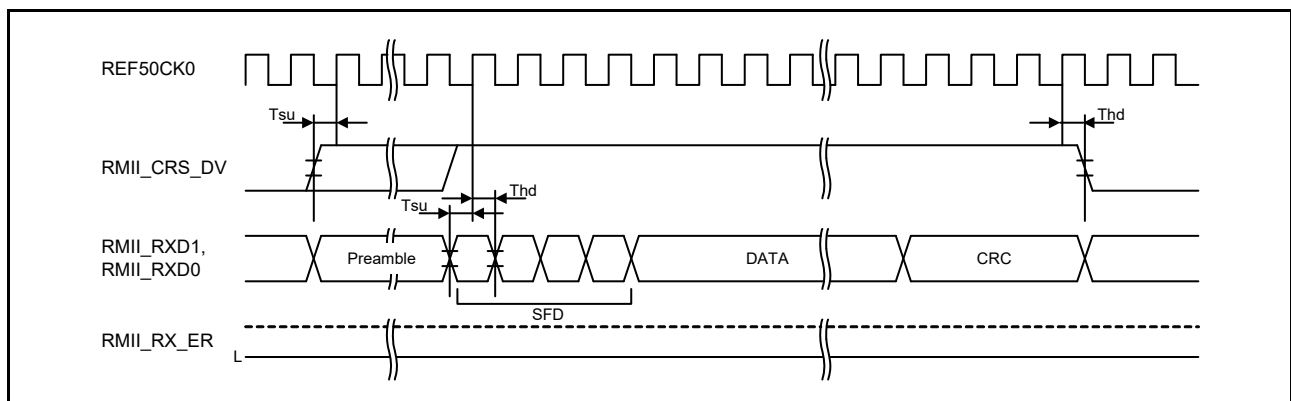 REF50CK0
Tsu
Thd
RMII_CRS_DV
Tsu
Thd
RMII_RXD1,
RMII_RXD0
Preamble
DATA
CRC
SFD
RMII_RX_ER
L